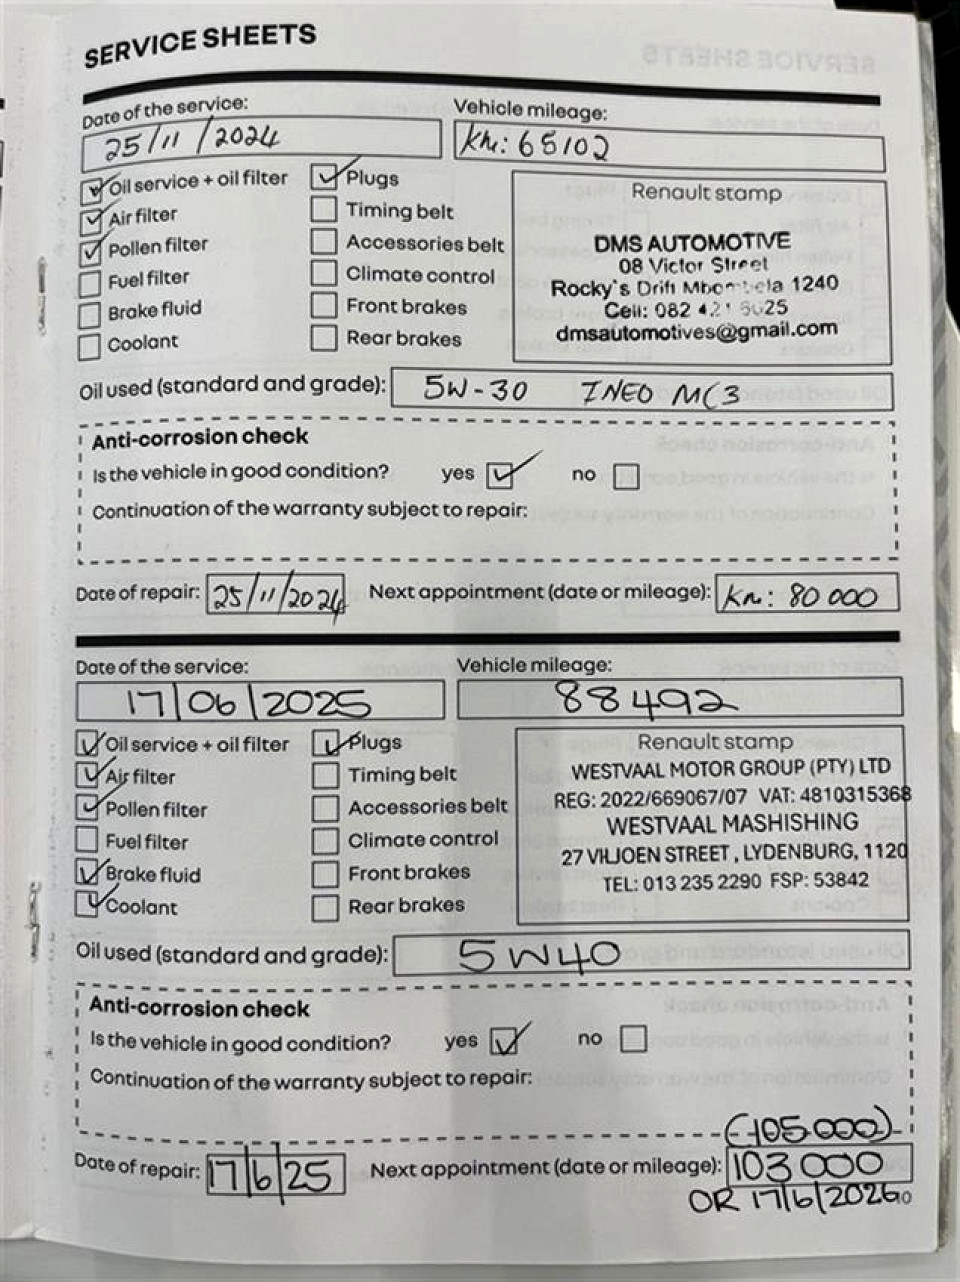 SERVICE SHEETS
Date of the service: Vehicle mileage:
25/11/2024 Km: 65102
Oil service + oil filter Plugs
Air filter Timing belt
Pollen filter Accessories belt
Fuel filter Climate control
Brake fluid Front brakes
Coolant Rear brakes
Renault stamp
DMS AUTOMOTIVE
08 Victor Street
Rocky's Drift Mbombela 1240
Cell: 082 421
dmsautomotives@gmail.com
Oil used (standard and grade): 5W-30 INEO MC3
Anti-corrosion check
Is the vehicle in good condition? yes no
Continuation of the warranty subject to repair:
Date of repair: 25/11/2024 Next appointment (date or mileage): Km: 80 000
Date of the service: Vehicle mileage:
17/06/2025 88492
Oil service + oil filter Plugs
Air filter Timing belt
Pollen filter Accessories belt
Fuel filter Climate control
Brake fluid Front brakes
Coolant Rear brakes
Renault stamp
WESTVAAL MOTOR GROUP (PTY) LTD
REG: 2022/669067/07 VAT: 4810315368
WESTVAAL MASHISHING
27 VILJOEN STREET , LYDENBURG, 1120
TEL: 013 235 2290 FSP: 53842
Oil used (standard and grade): 5W40
Anti-corrosion check
Is the vehicle in good condition? yes no
Continuation of the warranty subject to repair:
(105 000)
Date of repair: 17/6/25 Next appointment (date or mileage): 103 000
OR 17/6/2026